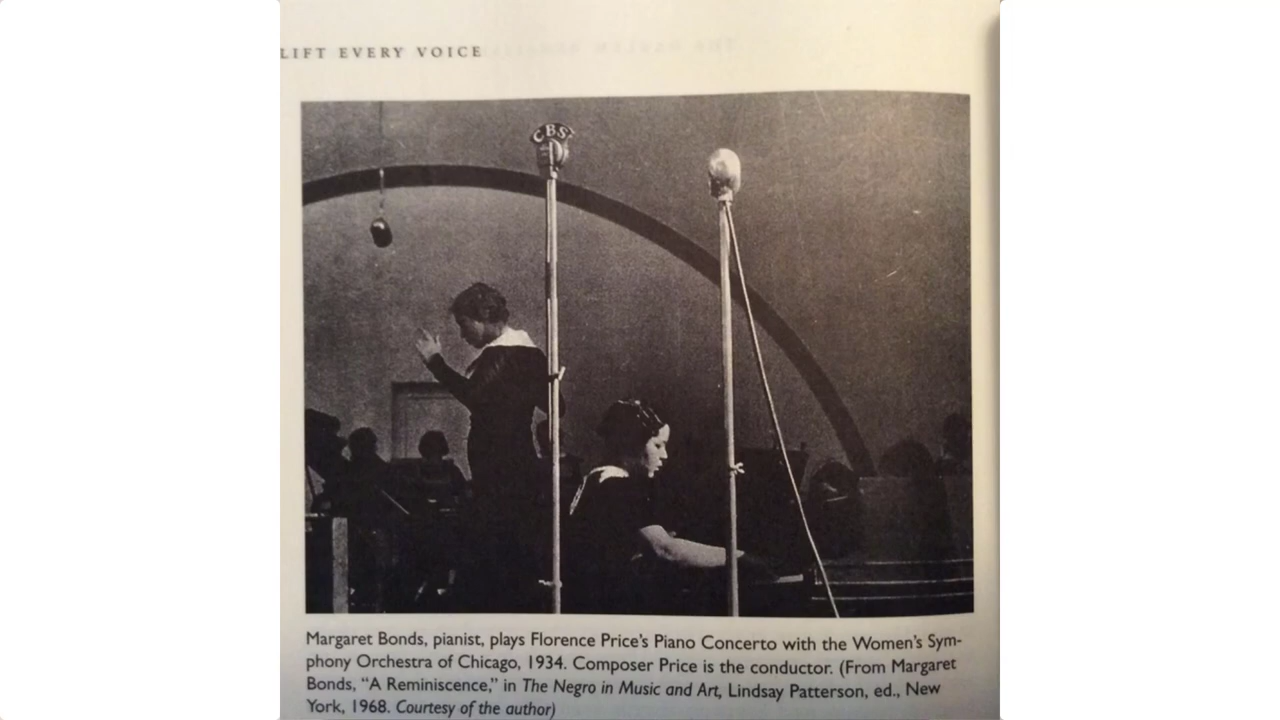 LIFT EVERY VOICE
CBS
Margaret Bonds, pianist, plays Florence Price's Piano Concerto with the Women's Sym-
phony Orchestra of Chicago, 1934. Composer Price is the conductor. (From Margaret
Bonds, “A Reminiscence,” in The Negro in Music and Art, Lindsay Patterson, ed., New
York, 1968. Courtesy of the author)